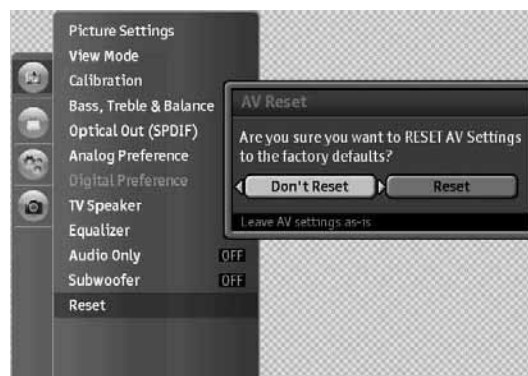 Picture Settings
View Mode
Calibration
Bass, Treble & Balance
Optical Out (SPDIF)
Analog Preference
Digital Preference
TV Speaker
Equalizer
Audio Only OFF
Subwoofer OFF
Reset
AV Reset
Are you sure you want to RESET AV Settings
to the factory defaults?
Don't Reset Reset
Leave AV settings as-is